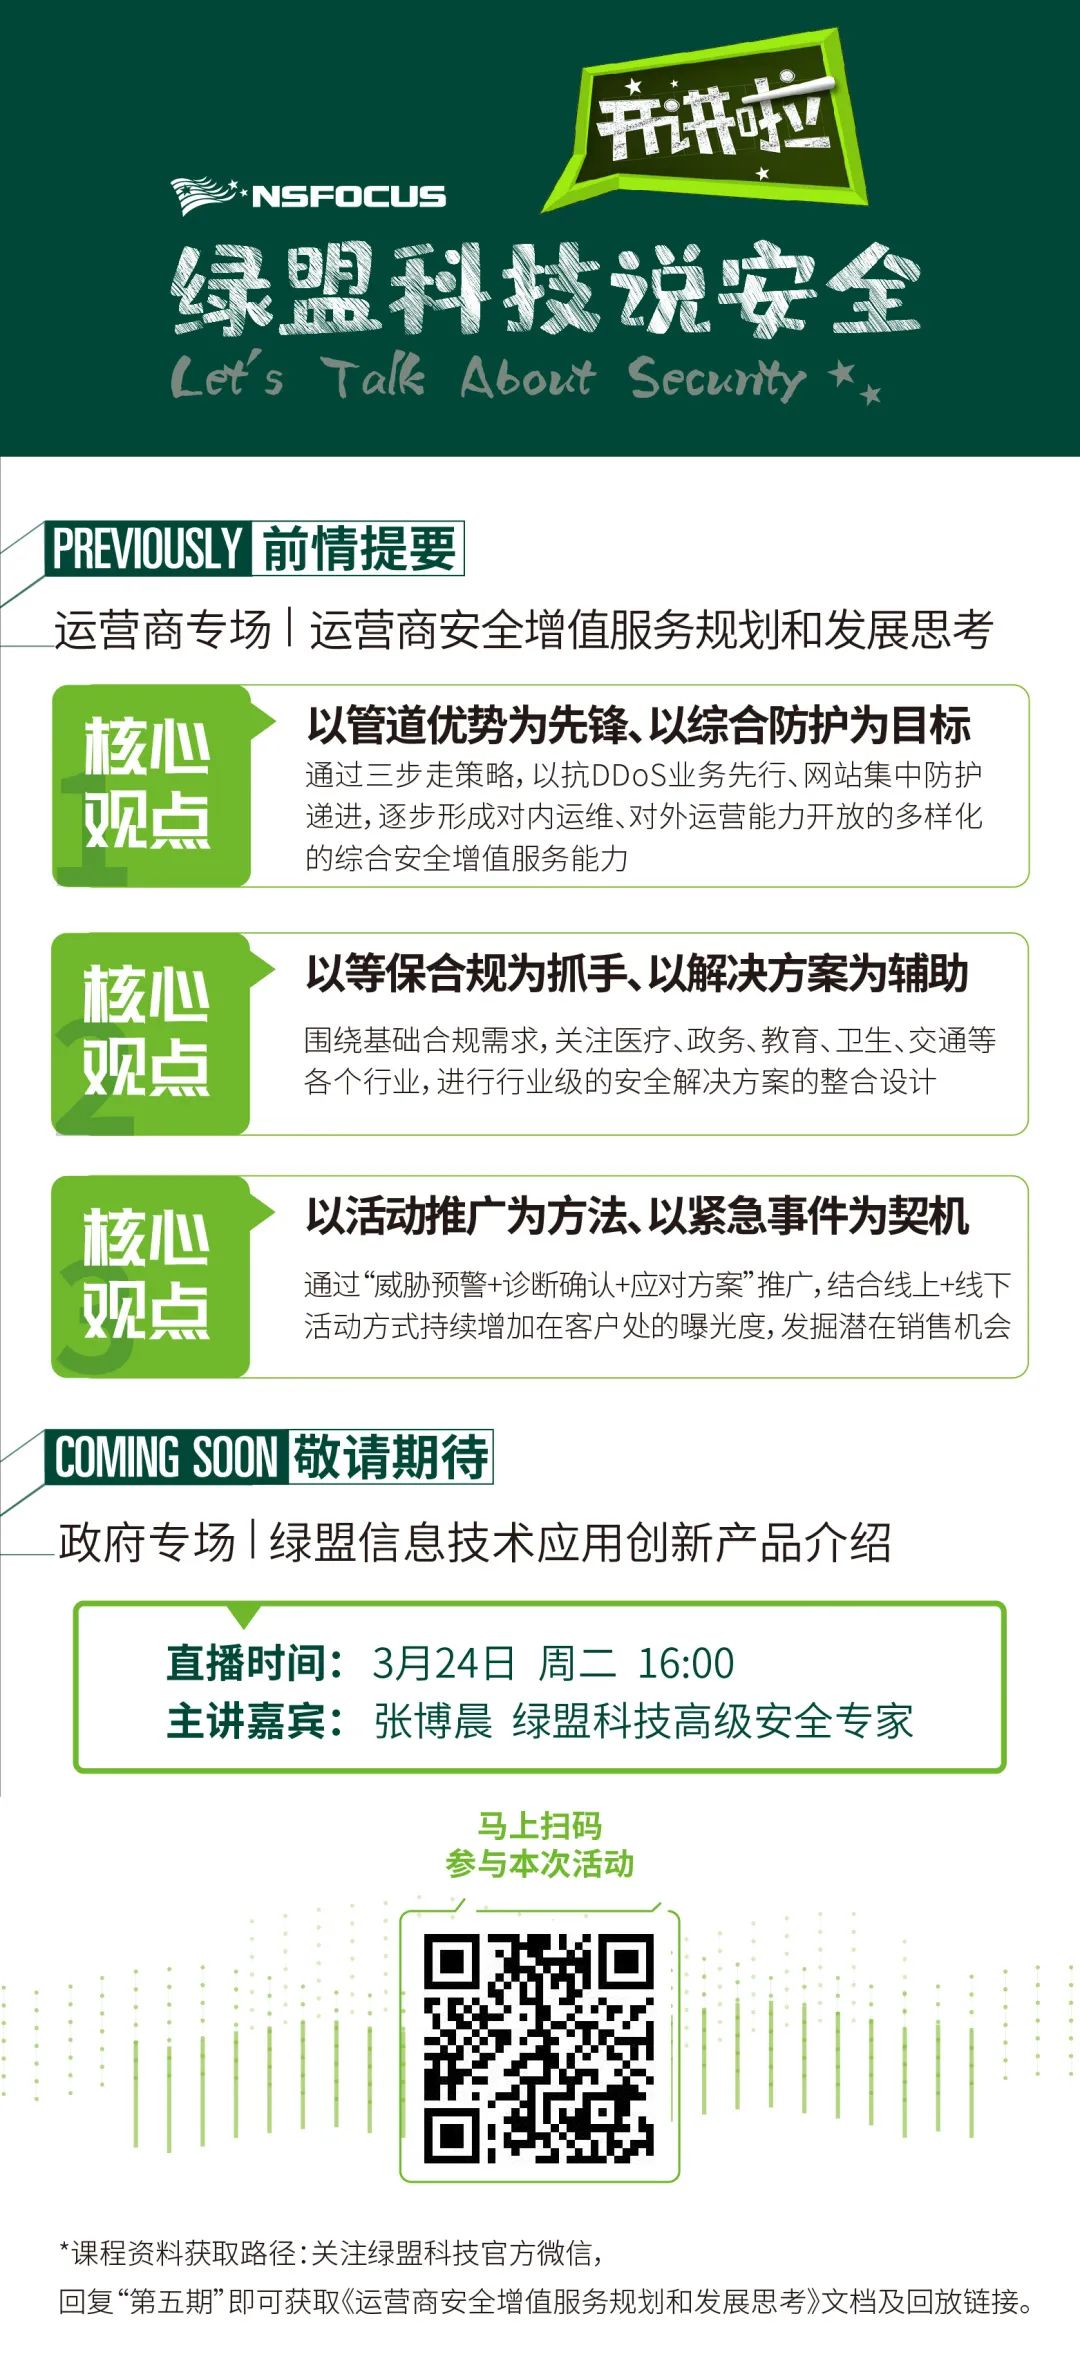 开讲啦
NSFOCUS
绿盟科技说安全
Let's Talk About Security
PREVIOUSLY 前情提要
运营商专场 | 运营商安全增值服务规划和发展思考
核心
观点
1
以管道优势为先锋、以综合防护为目标
通过三步走策略，以抗DDoS业务先行、网站集中防护
递进，逐步形成对内运维、对外运营能力开放的多样化
的综合安全增值服务能力
核心
观点
2
以等保合规为抓手、以解决方案为辅助
围绕基础合规需求，关注医疗、政务、教育、卫生、交通等
各个行业，进行行业级的安全解决方案的整合设计
核心
观点
3
以活动推广为方法、以紧急事件为契机
通过“威胁预警+诊断确认+应对方案”推广，结合线上+线下
活动方式持续增加在客户处的曝光度，发掘潜在销售机会
COMING SOON 敬请期待
政府专场 | 绿盟信息技术应用创新产品介绍
直播时间： 3月24日 周二 16:00
主讲嘉宾： 张博晨 绿盟科技高级安全专家
马上扫码
参与本次活动
*课程资料获取路径：关注绿盟科技官方微信，
回复“第五期”即可获取《运营商安全增值服务规划和发展思考》文档及回放链接。